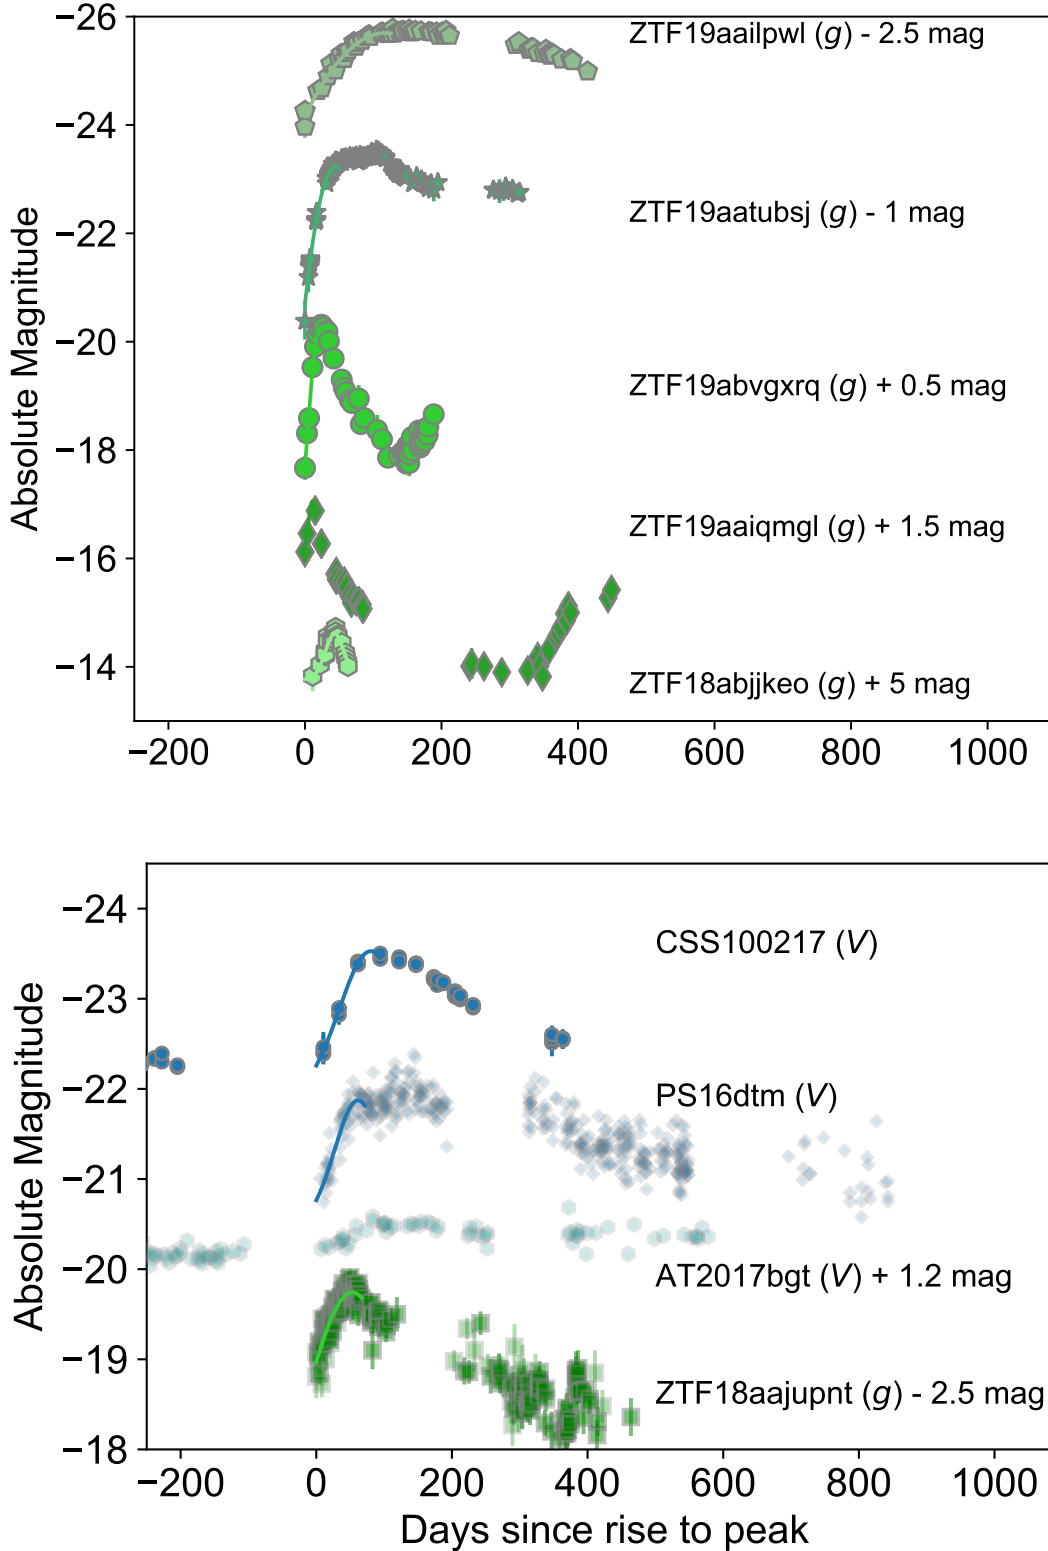 −26
ZTF19aailpwl (g) - 2.5 mag
−24
ZTF19aatubsj (g) - 1 mag
−22
−20
ZTF19abvgxrq (g) + 0.5 mag
−18
ZTF19aaiqmgl (g) + 1.5 mag
−16
−14
ZTF18abjjkeo (g) + 5 mag
Absolute Magnitude
−200 0 200 400 600 800 1000
−24
CSS100217 (V)
−23
−22
PS16dtm (V)
−21
−20
AT2017bgt (V) + 1.2 mag
−19
ZTF18aajupnt (g) - 2.5 mag
−18
Absolute Magnitude
−200 0 200 400 600 800 1000
Days since rise to peak